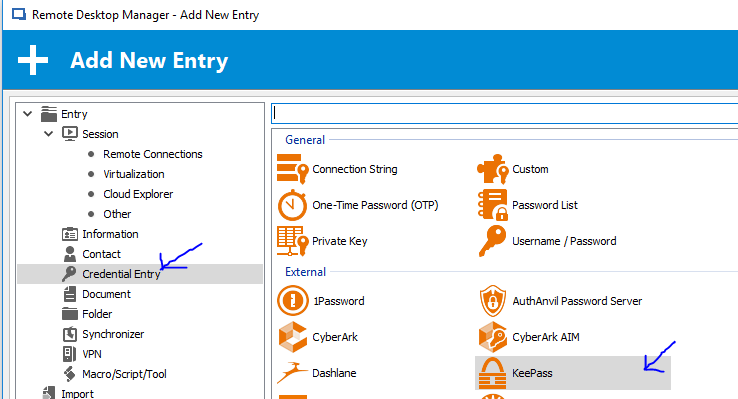 Remote Desktop Manager - Add New Entry
Add New Entry
Entry
Session
Remote Connections
Virtualization
Cloud Explorer
Other
Information
Contact
Credential Entry
Document
Folder
Synchronizer
VPN
Macro/Script/Tool
Import
General
Connection String
Custom
One-Time Password (OTP)
Password List
Private Key
Username / Password
External
1Password
AuthAnvil Password Server
CyberArk
CyberArk AIM
Dashlane
KeePass